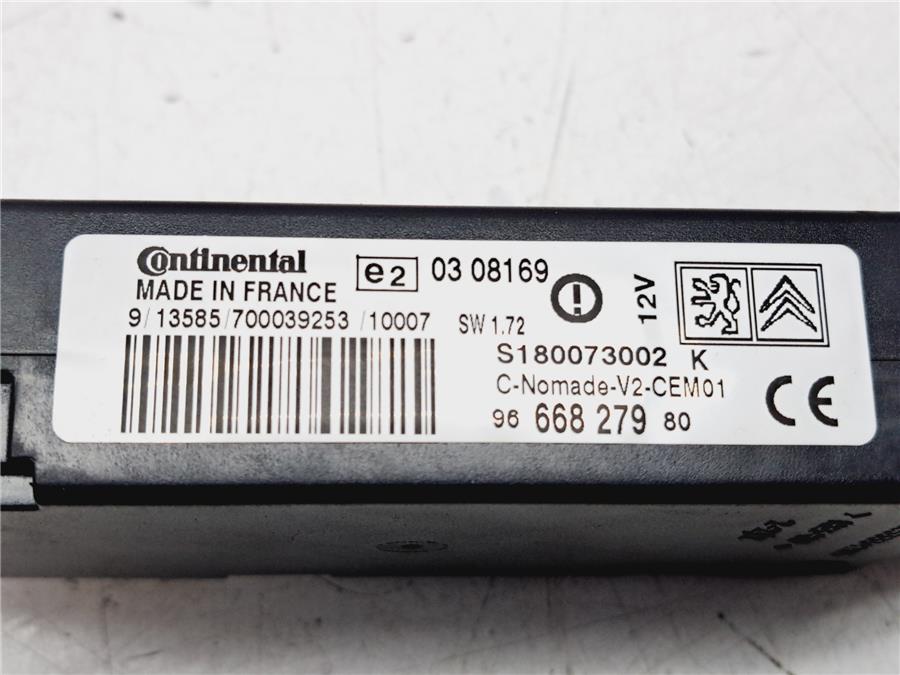 Continental
MADE IN FRANCE
e2 03 08169
12V
9/13585/700039253/10007 SW 1.72
S180073002 K
C-Nomade-V2-CEM01
96 668 279 80
CE